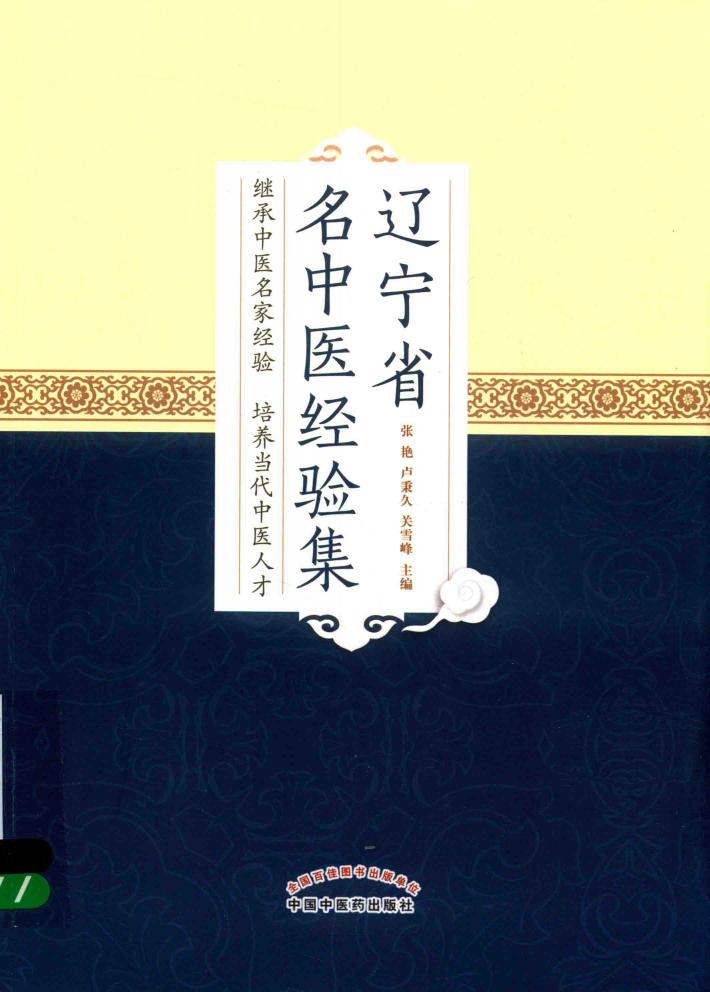 辽宁省
名中医经验集
张艳 卢秉久 关雪峰 主编
继承中医名家经验 培养当代中医人才
全国百佳图书出版单位
中国中医药出版社